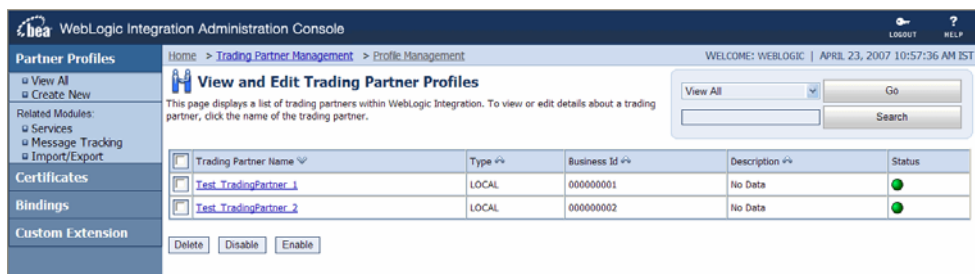 bea WebLogic Integration Administration Console
LOGOUT
?
HELP
Partner Profiles
View All
Create New
Related Modules:
Services
Message Tracking
Import/Export
Certificates
Bindings
Custom Extension
Home > Trading Partner Management > Profile Management
WELCOME: WEBLOGIC | APRIL 23, 2007 10:57:36 AM IST
View and Edit Trading Partner Profiles
This page displays a list of trading partners within WebLogic Integration. To view or edit details about a trading
partner, click the name of the trading partner.
View All
Go
Search
Trading Partner Name Type Business Id Description Status
Test_TradingPartner_1 LOCAL 000000001 No Data
Test_TradingPartner_2 LOCAL 000000002 No Data
Delete Disable Enable